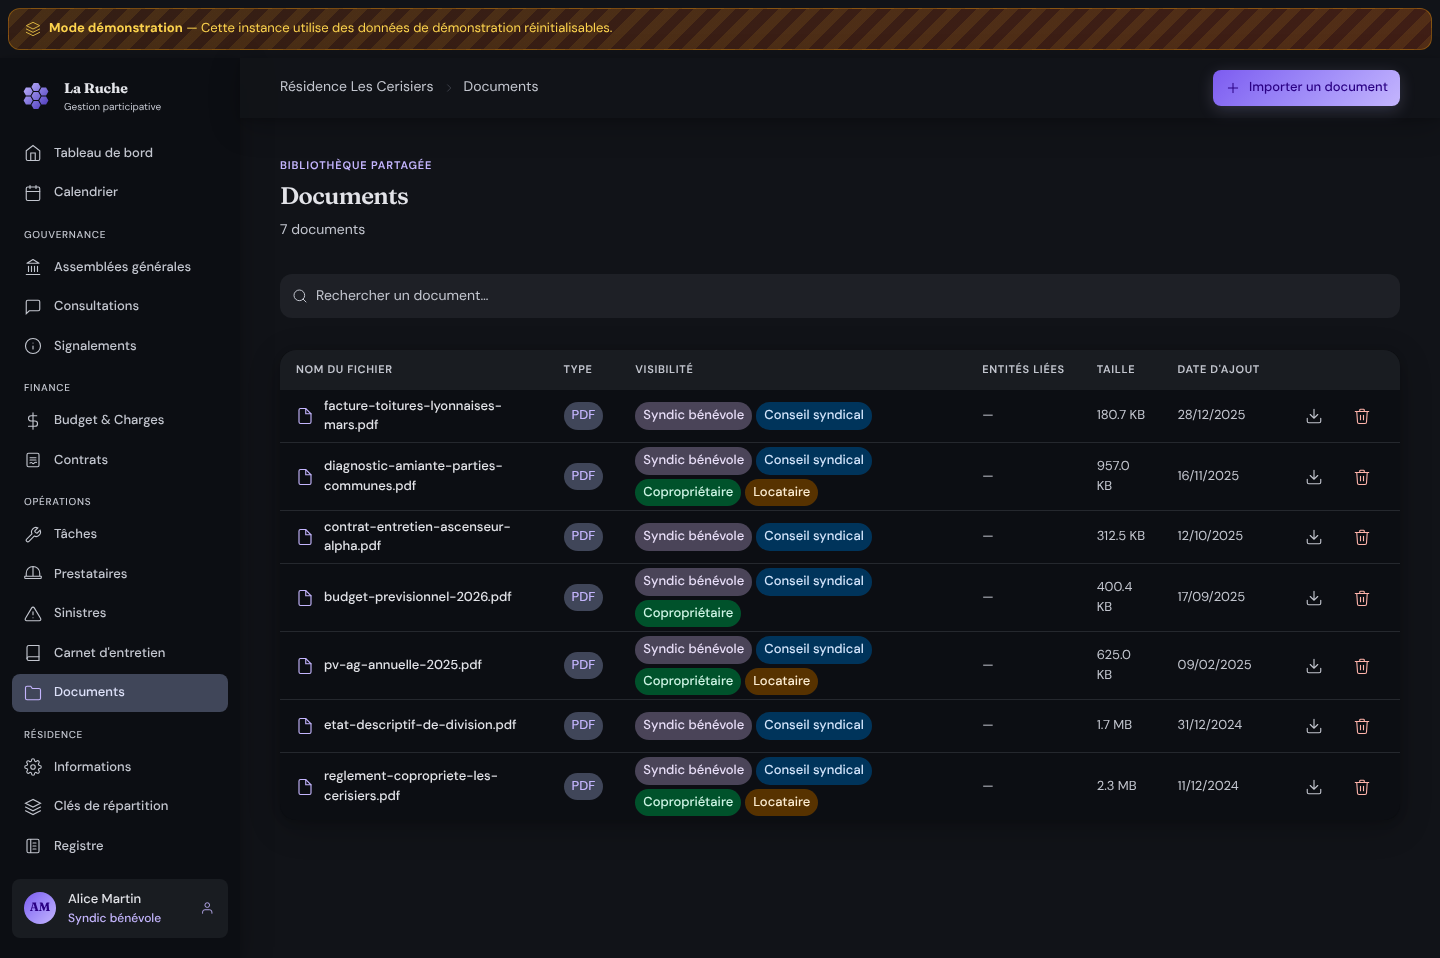 Mode démonstration — Cette instance utilise des données de démonstration réinitialisables.
La Ruche
Gestion participative
Tableau de bord
Calendrier
GOUVERNANCE
Assemblées générales
Consultations
Signalements
FINANCE
Budget & Charges
Contrats
OPÉRATIONS
Tâches
Prestataires
Sinistres
Carnet d'entretien
Documents
RÉSIDENCE
Informations
Clés de répartition
Registre
AM
Alice Martin
Syndic bénévole
Résidence Les Cerisiers > Documents
Importer un document
BIBLIOTHÈQUE PARTAGÉE
Documents
7 documents
Rechercher un document...
NOM DU FICHIER TYPE VISIBILITÉ ENTITÉS LIÉES TAILLE DATE D'AJOUT
facture-toitures-lyonnaises-
mars.pdf
PDF Syndic bénévole Conseil syndical — 180.7 KB 28/12/2025
diagnostic-amiante-parties-
communes.pdf
PDF Syndic bénévole Conseil syndical
Copropriétaire Locataire
— 957.0
KB
16/11/2025
contrat-entretien-ascenseur-
alpha.pdf
PDF Syndic bénévole Conseil syndical — 312.5 KB 12/10/2025
budget-previsionnel-2026.pdf
PDF Syndic bénévole Conseil syndical
Copropriétaire
— 400.4
KB
17/09/2025
pv-ag-annuelle-2025.pdf
PDF Syndic bénévole Conseil syndical
Copropriétaire Locataire
— 625.0
KB
09/02/2025
etat-descriptif-de-division.pdf
PDF Syndic bénévole Conseil syndical — 1.7 MB 31/12/2024
reglement-copropriete-les-
cerisiers.pdf
PDF Syndic bénévole Conseil syndical
Copropriétaire Locataire
— 2.3 MB 11/12/2024